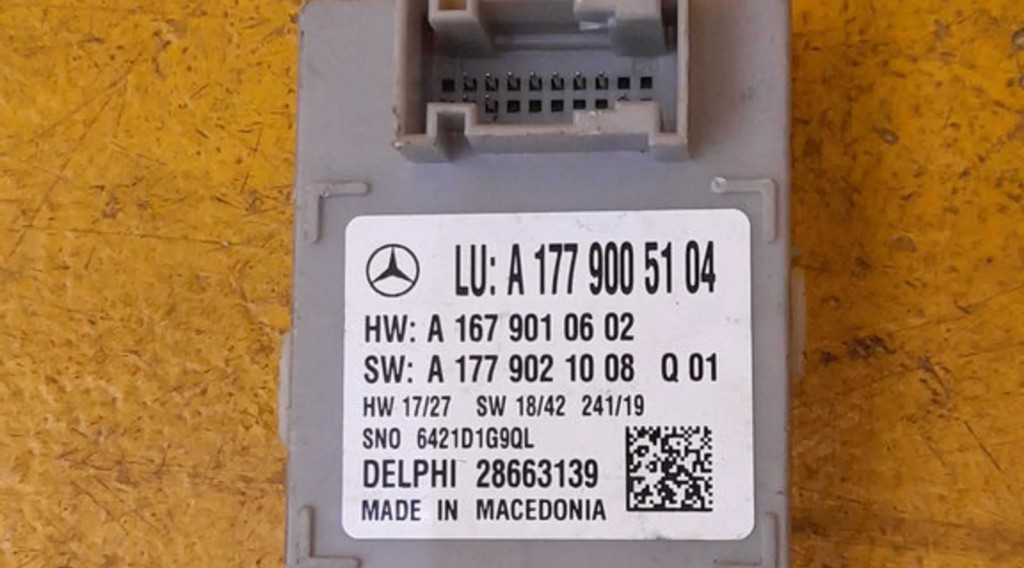 LU: A 177 900 51 04
HW: A 167 901 06 02
SW: A 177 902 10 08 Q 01
HW 17/27 SW 18/42 241/19
SNO 6421D1G9QL
DELPHI 28663139
MADE IN MACEDONIA